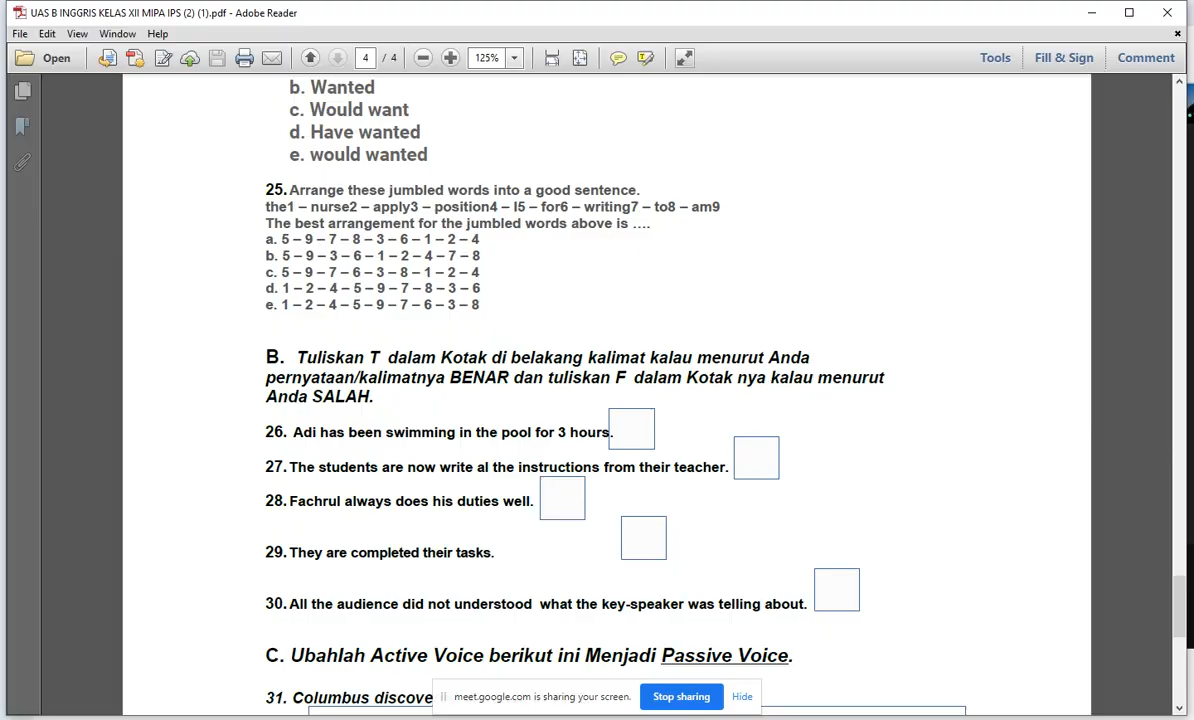 UAS B INGGRIS KELAS XII MIPA IPS (2) (1).pdf - Adobe Reader
File Edit View Window Help
Open 4 / 4 125% Tools Fill & Sign Comment
b. Wanted
c. Would want
d. Have wanted
e. would wanted
25. Arrange these jumbled words into a good sentence.
the1 – nurse2 – apply3 – position4 – I5 – for6 – writing7 – to8 – am9
The best arrangement for the jumbled words above is ….
a. 5 – 9 – 7 – 8 – 3 – 6 – 1 – 2 – 4
b. 5 – 9 – 3 – 6 – 1 – 2 – 4 – 7 – 8
c. 5 – 9 – 7 – 6 – 3 – 8 – 1 – 2 – 4
d. 1 – 2 – 4 – 5 – 9 – 7 – 8 – 3 – 6
e. 1 – 2 – 4 – 5 – 9 – 7 – 6 – 3 – 8
B. Tuliskan T dalam Kotak di belakang kalimat kalau menurut Anda
pernyataan/kalimatnya BENAR dan tuliskan F dalam Kotak nya kalau menurut
Anda SALAH.
26. Adi has been swimming in the pool for 3 hours.
27. The students are now write al the instructions from their teacher.
28. Fachrul always does his duties well.
29. They are completed their tasks.
30. All the audience did not understood what the key-speaker was telling about.
C. Ubahlah Active Voice berikut ini Menjadi Passive Voice.
31. Columbus discove
meet.google.com is sharing your screen. Stop sharing Hide